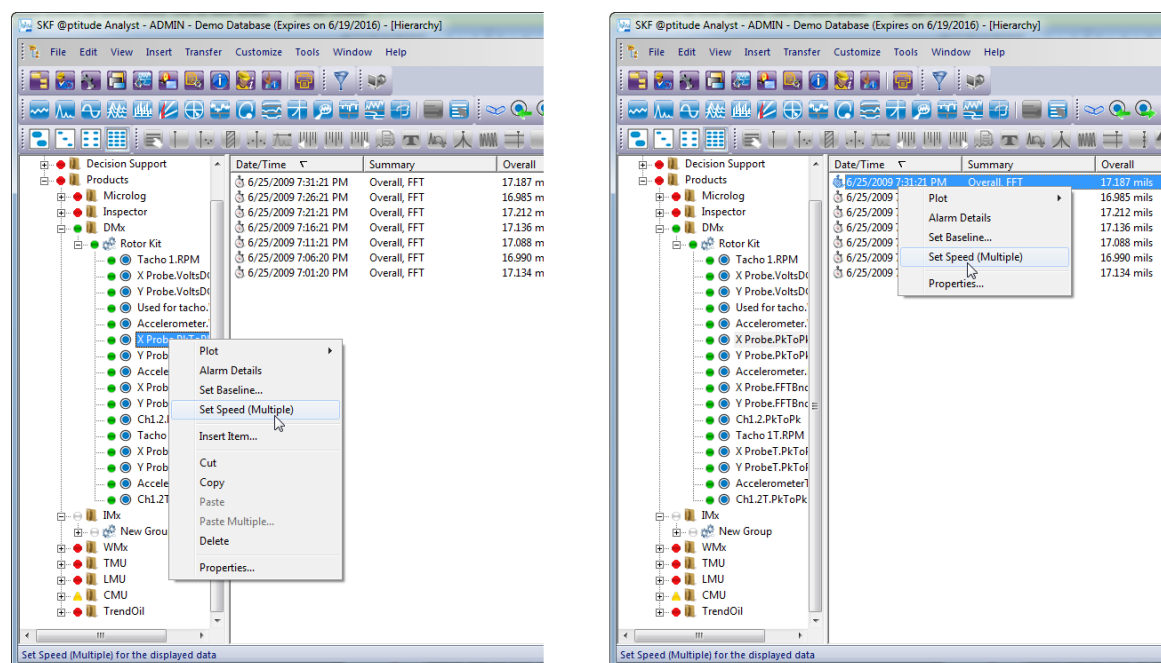 SKF @ptitude Analyst - ADMIN - Demo Database (Expires on 6/19/2016) - [Hierarchy]
File Edit View Insert Transfer Customize Tools Window Help
Decision Support
Products
Microlog
Inspector
DMx
Rotor Kit
Tacho 1.RPM
X Probe.VoltsD
Y Probe.VoltsD
Used for tacho.
Accelerometer.
X Probe.PkToPk
Y Prob
Accele
X Prob
Y Prob
Ch1.2.
Tacho
X Prob
Y Prob
Accele
Ch1.2T
IMx
New Grou
WMx
TMU
LMU
CMU
TrendOil
Date/Time Summary Overall
6/25/2009 7:31:21 PM Overall, FFT 17.187 m
6/25/2009 7:26:21 PM Overall, FFT 16.985 m
6/25/2009 7:21:21 PM Overall, FFT 17.212 m
6/25/2009 7:16:21 PM Overall, FFT 17.136 m
6/25/2009 7:11:21 PM Overall, FFT 17.088 m
6/25/2009 7:06:20 PM Overall, FFT 16.990 m
6/25/2009 7:01:20 PM Overall, FFT 17.134 m
Plot
Alarm Details
Set Baseline...
Set Speed (Multiple)
Insert Item...
Cut
Copy
Paste
Paste Multiple...
Delete
Properties...
Set Speed (Multiple) for the displayed data
SKF @ptitude Analyst - ADMIN - Demo Database (Expires on 6/19/2016) - [Hierarchy]
File Edit View Insert Transfer Customize Tools Window Help
Decision Support
Products
Microlog
Inspector
DMx
Rotor Kit
Tacho 1.RPM
X Probe.VoltsD
Y Probe.VoltsD
Used for tacho.
Accelerometer.
X Probe.PkToPk
Y Probe.PkToPk
Accelerometer.
X Probe.FFTBnd
Y Probe.FFTBnd
Ch1.2.PkToPk
Tacho 1T.RPM
X ProbeT.PkToP
Y ProbeT.PkToP
AccelerometerT
Ch1.2T.PkToPk
IMx
New Group
WMx
TMU
LMU
CMU
TrendOil
Date/Time Summary Overall
6/25/2009 7:31:21 PM Overall, FFT 17.187 mils
6/25/2009 16.985 mils
6/25/2009 17.212 mils
6/25/2009 17.136 mils
6/25/2009 17.088 mils
6/25/2009 16.990 mils
6/25/2009 17.134 mils
Plot
Alarm Details
Set Baseline...
Set Speed (Multiple)
Properties...
Set Speed (Multiple) for the displayed data